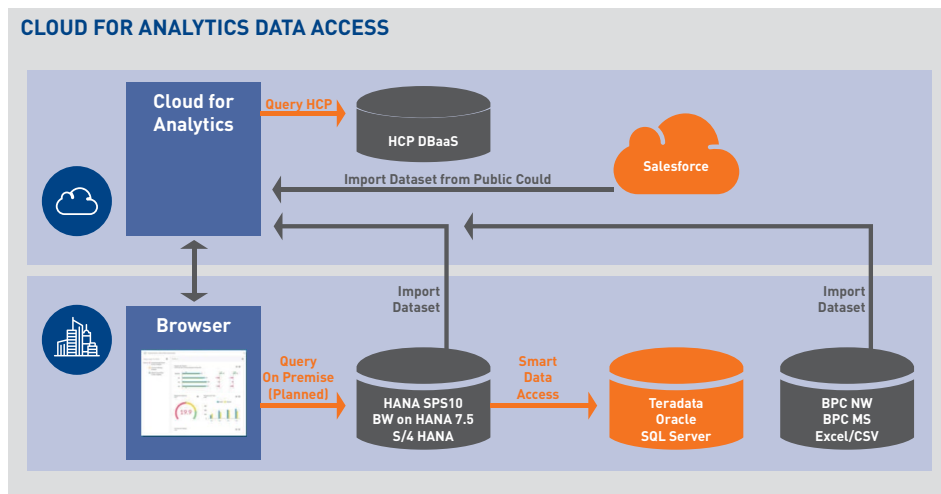 CLOUD FOR ANALYTICS DATA ACCESS
Cloud for
Analytics
Query HCP
HCP DBaaS
Salesforce
Import Dataset from Public Could
Import
Dataset
Import
Dataset
Browser
Query
On Premise
(Planned)
HANA SPS10
BW on HANA 7.5
S/4 HANA
Smart
Data
Access
Teradata
Oracle
SQL Server
BPC NW
BPC MS
Excel/CSV